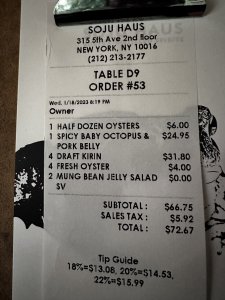 SOJU HAUS
315 5th Ave 2nd floor
NEW YORK, NY 10016
(212) 213-2177
TABLE D9
ORDER #53
Wed, 1/18/2023 8:19 PM
Owner
1 HALF DOZEN OYSTERS $6.00
1 SPICY BABY OCTOPUS & $24.95
PORK BELLY
4 DRAFT KIRIN $31.80
4 FRESH OYSTER $4.00
2 MUNG BEAN JELLY SALAD $0.00
SV
SUBTOTAL : $66.75
SALES TAX : $5.92
TOTAL : $72.67
Tip Guide
18%=$13.08, 20%=$14.53,
22%=$15.99